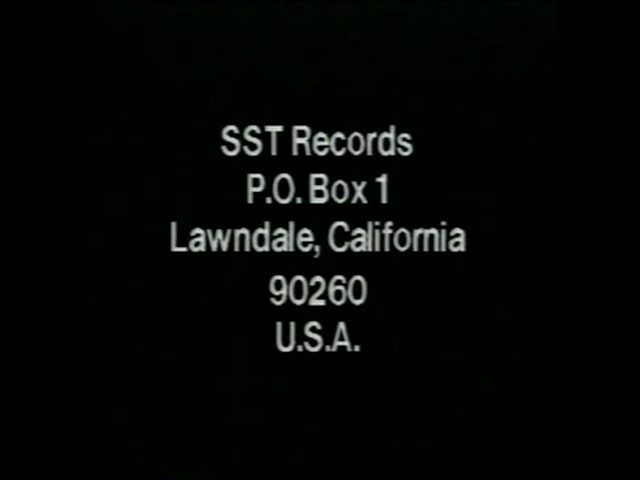 SST Records
P.O. Box 1
Lawndale, California
90260
U.S.A.